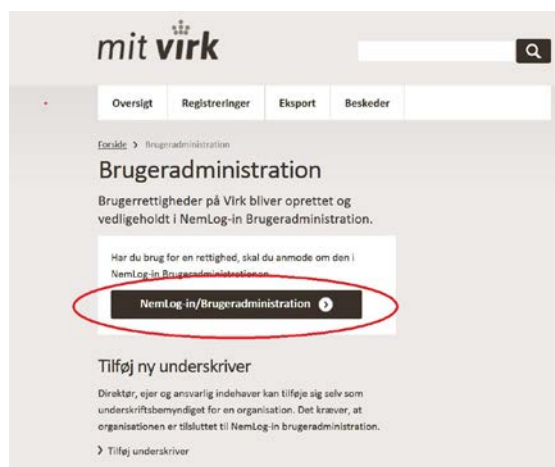 mit virk
Oversigt Registreringer Eksport Beskeder
Forside > Brugeradministration
Brugeradministration
Brugerrettigheder på Virk bliver oprettet og
vedligeholdt i NemLog-in Brugeradministration.
Har du brug for en rettighed, skal du anmode om den i
NemLog-in Brugeradministrationen
NemLog-in/Brugeradministration
Tilføj ny underskriver
Direktør, ejer og ansvarlig indehaver kan tilføje sig selv som
underskriftsbemyndiget for en organisation. Det kræver, at
organisationen er tilsluttet til NemLog-in brugeradministration.
> Tilføj underskriver